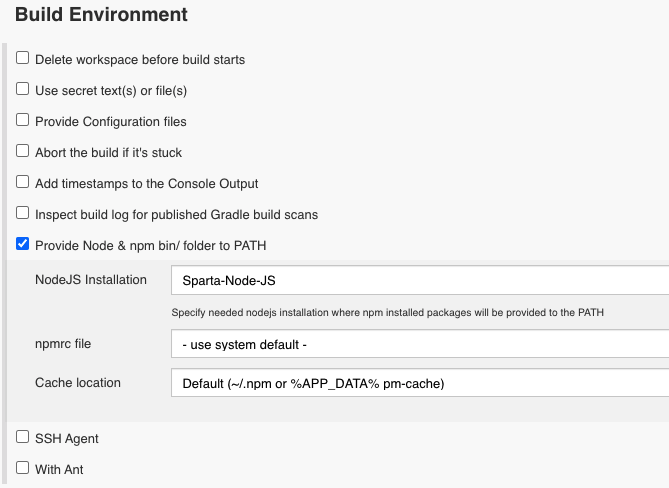 Build Environment
Delete workspace before build starts
Use secret text(s) or file(s)
Provide Configuration files
Abort the build if it's stuck
Add timestamps to the Console Output
Inspect build log for published Gradle build scans
Provide Node & npm bin/ folder to PATH
NodeJS Installation Sparta-Node-JS
Specify needed nodejs installation where npm installed packages will be provided to the PATH
npmrc file - use system default -
Cache location Default (~/.npm or %APP_DATA% pm-cache)
SSH Agent
With Ant